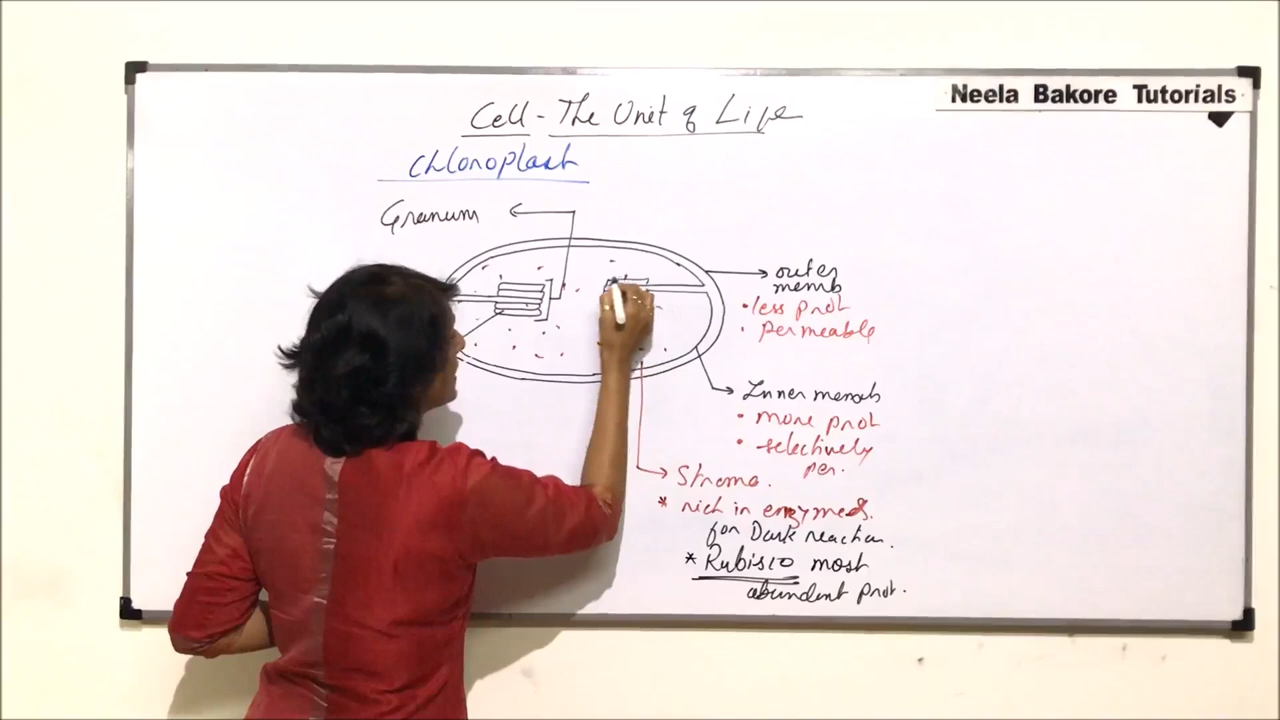 Neela Bakore Tutorials
Cell - The Unit of Life
Chloroplast
Granum
outer
memb
• less prot
• permeable
Inner memb
• more prot
• selectively
per.
Stroma.
* rich in enzymes.
for Dark reaction.
* Rubisco most
abundent prot.